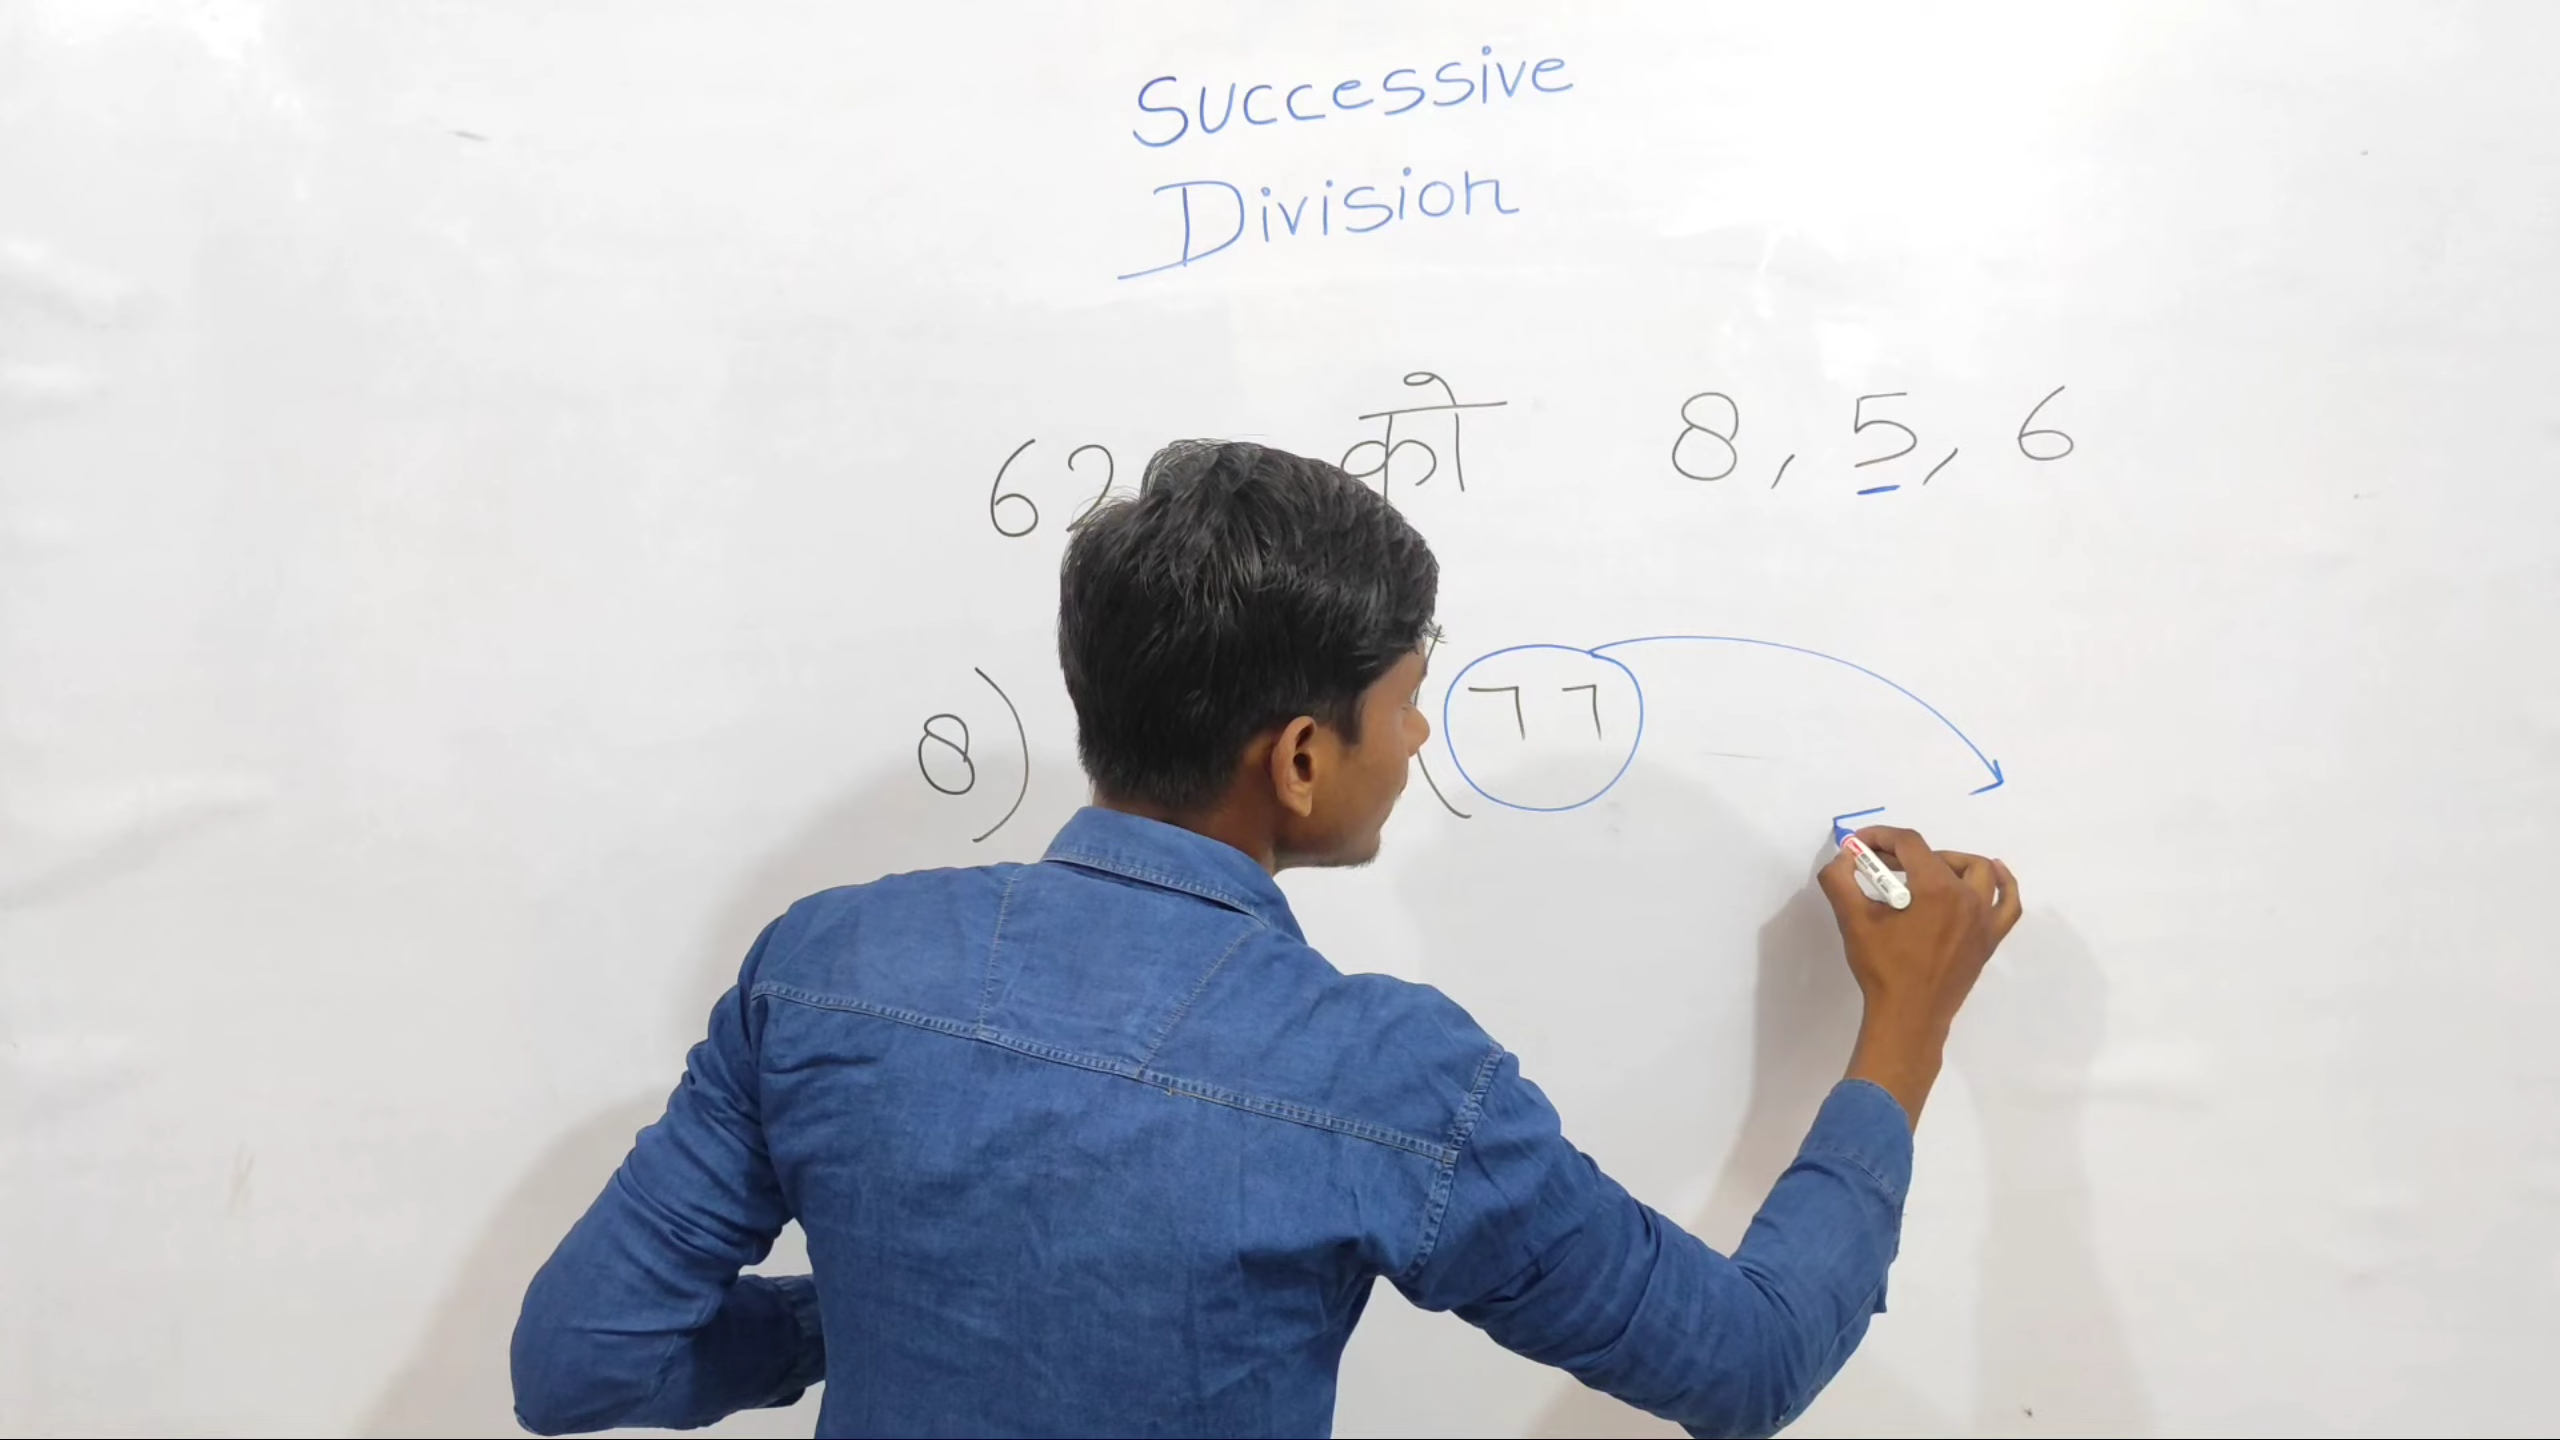 Successive
Division
62 को 8, 5, 6
8) ( 77